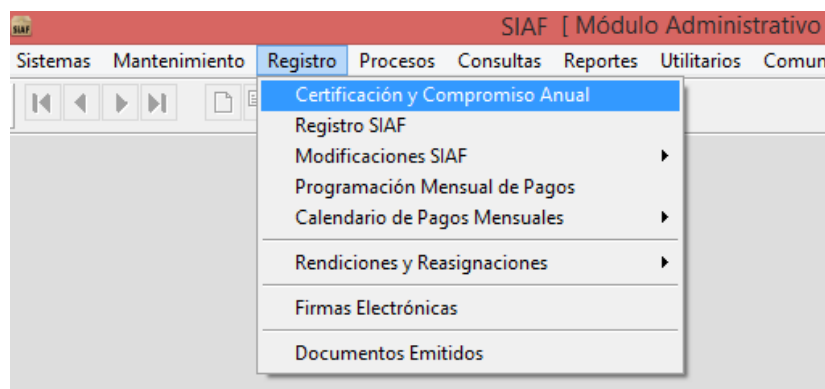 SIAF
SIAF [ Módulo Administrativo
Sistemas Mantenimiento Registro Procesos Consultas Reportes Utilitarios Comun
Certificación y Compromiso Anual
Registro SIAF
Modificaciones SIAF
Programación Mensual de Pagos
Calendario de Pagos Mensuales
Rendiciones y Reasignaciones
Firmas Electrónicas
Documentos Emitidos